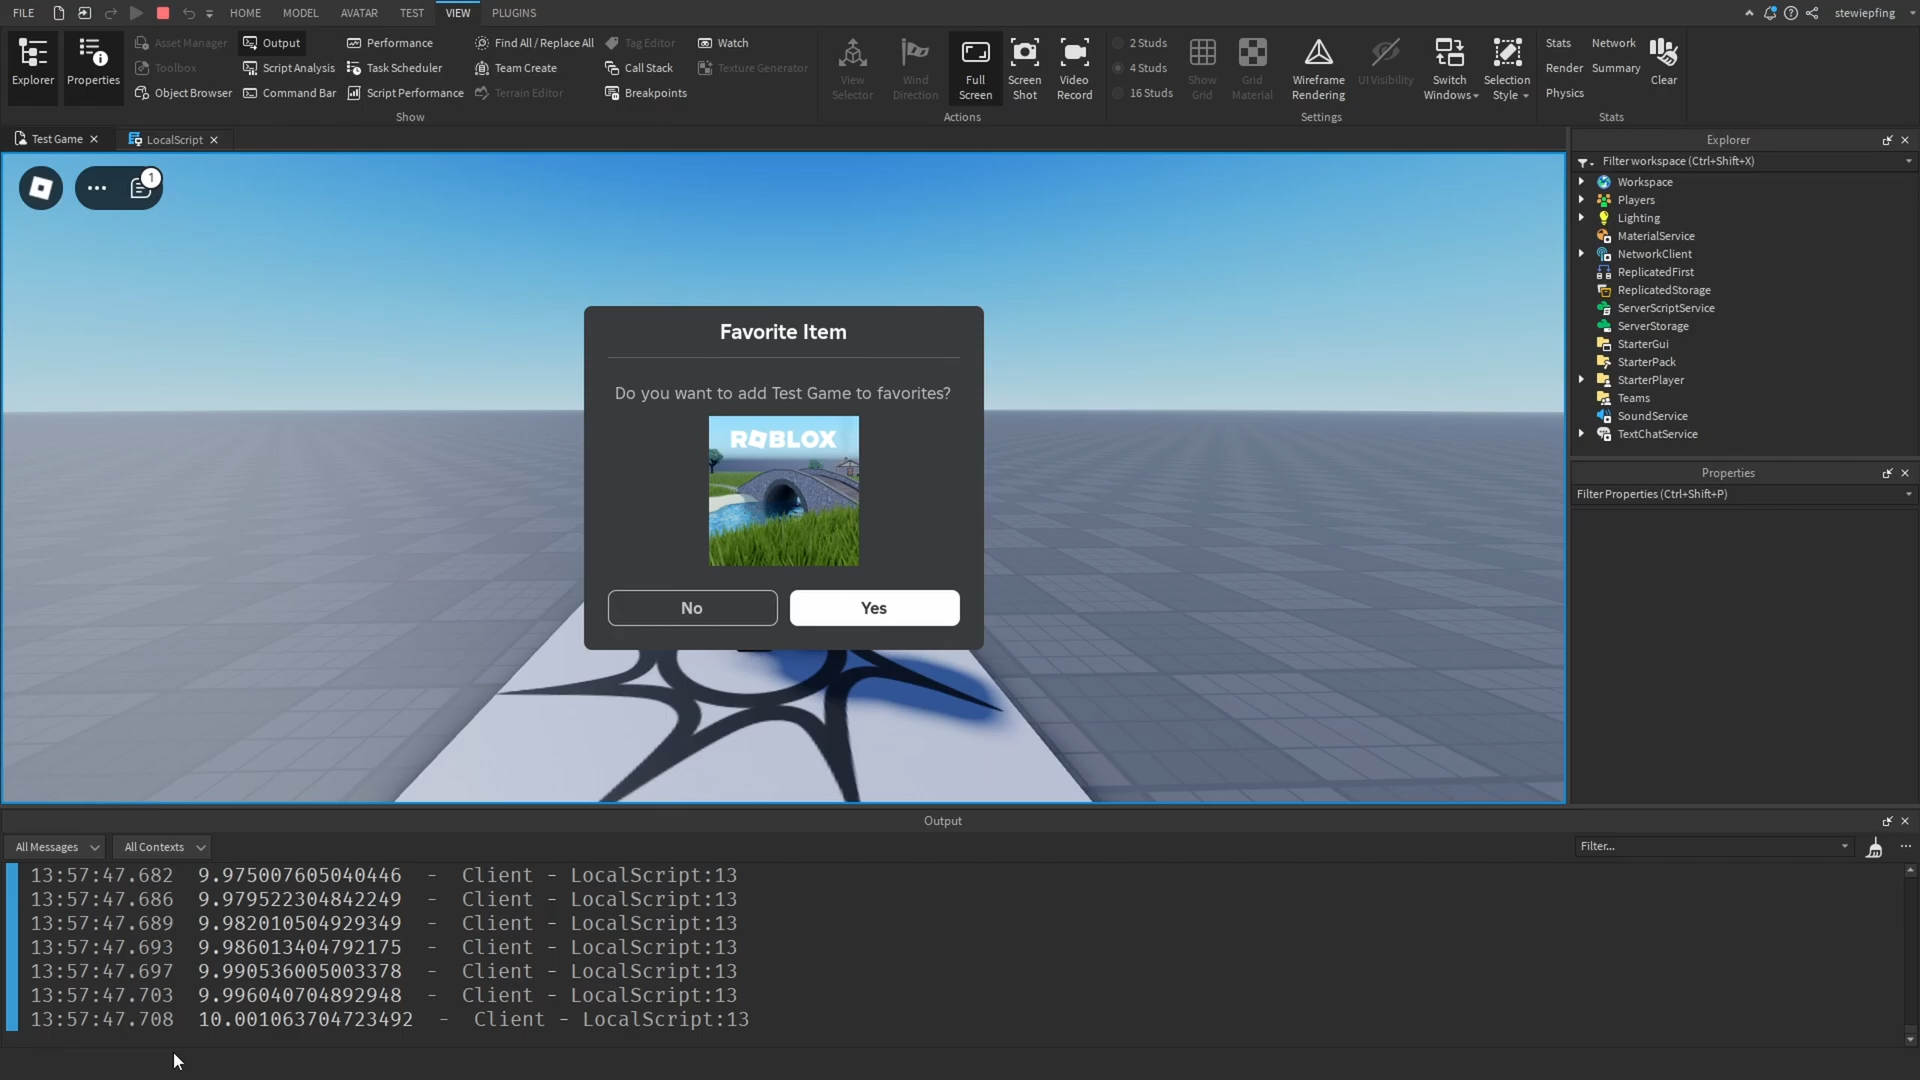 FILE HOME MODEL AVATAR TEST VIEW PLUGINS stewiepfing
Asset Manager Output Performance Find All / Replace All Tag Editor Watch 2 Studs Stats Network
Toolbox Script Analysis Task Scheduler Team Create Call Stack Texture Generator 4 Studs Render Summary
Object Browser Command Bar Script Performance Terrain Editor Breakpoints 16 Studs Physics
Explorer Properties View Selector Wind Direction Full Screen Screen Shot Video Record Show Grid Grid Material Wireframe Rendering UI Visibility Switch Windows Selection Style Clear
Show Actions Settings Stats
Test Game LocalScript
1
Favorite Item
Do you want to add Test Game to favorites?
ROBLOX
No Yes
Explorer
Filter workspace (Ctrl+Shift+X)
Workspace
Players
Lighting
MaterialService
NetworkClient
ReplicatedFirst
ReplicatedStorage
ServerScriptService
ServerStorage
StarterGui
StarterPack
StarterPlayer
Teams
SoundService
TextChatService
Properties
Filter Properties (Ctrl+Shift+P)
Output
All Messages All Contexts Filter...
13:57:47.682 9.975007605040446 - Client - LocalScript:13
13:57:47.686 9.979522304842249 - Client - LocalScript:13
13:57:47.689 9.982010504929349 - Client - LocalScript:13
13:57:47.693 9.986013404792175 - Client - LocalScript:13
13:57:47.697 9.990536005003378 - Client - LocalScript:13
13:57:47.703 9.996040704892948 - Client - LocalScript:13
13:57:47.708 10.001063704723492 - Client - LocalScript:13